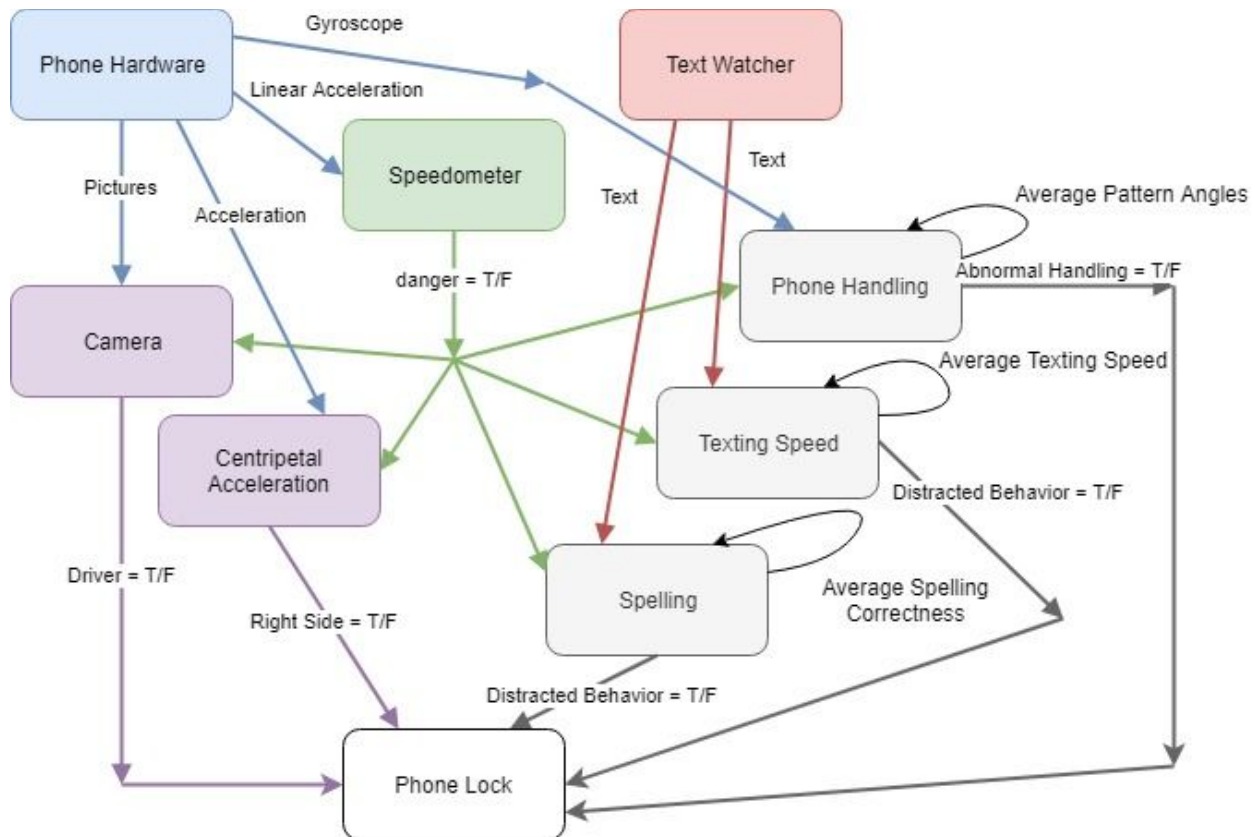 Gyroscope
Phone Hardware
Text Watcher
Linear Acceleration
Text
Speedometer
Pictures
Text
Average Pattern Angles
Acceleration
Abnormal Handling = T/F
danger = T/F
Phone Handling
Camera
Average Texting Speed
Texting Speed
Centripetal
Acceleration
Distracted Behavior = T/F
Driver = T/F
Average Spelling
Correctness
Spelling
Right Side = T/F
Distracted Behavior = T/F
Phone Lock